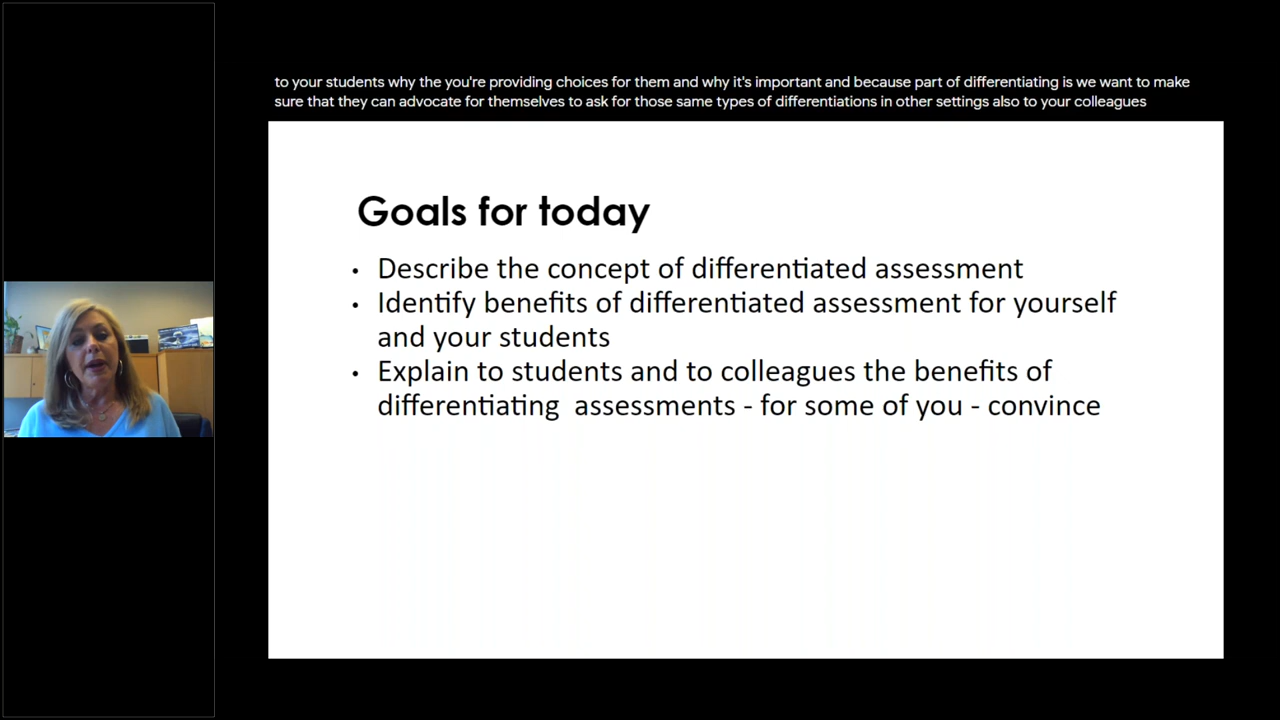 to your students why the you're providing choices for them and why it's important and because part of differentiating is we want to make
sure that they can advocate for themselves to ask for those same types of differentiations in other settings also to your colleagues
Goals for today
• Describe the concept of differentiated assessment
• Identify benefits of differentiated assessment for yourself
and your students
• Explain to students and to colleagues the benefits of
differentiating  assessments - for some of you - convince